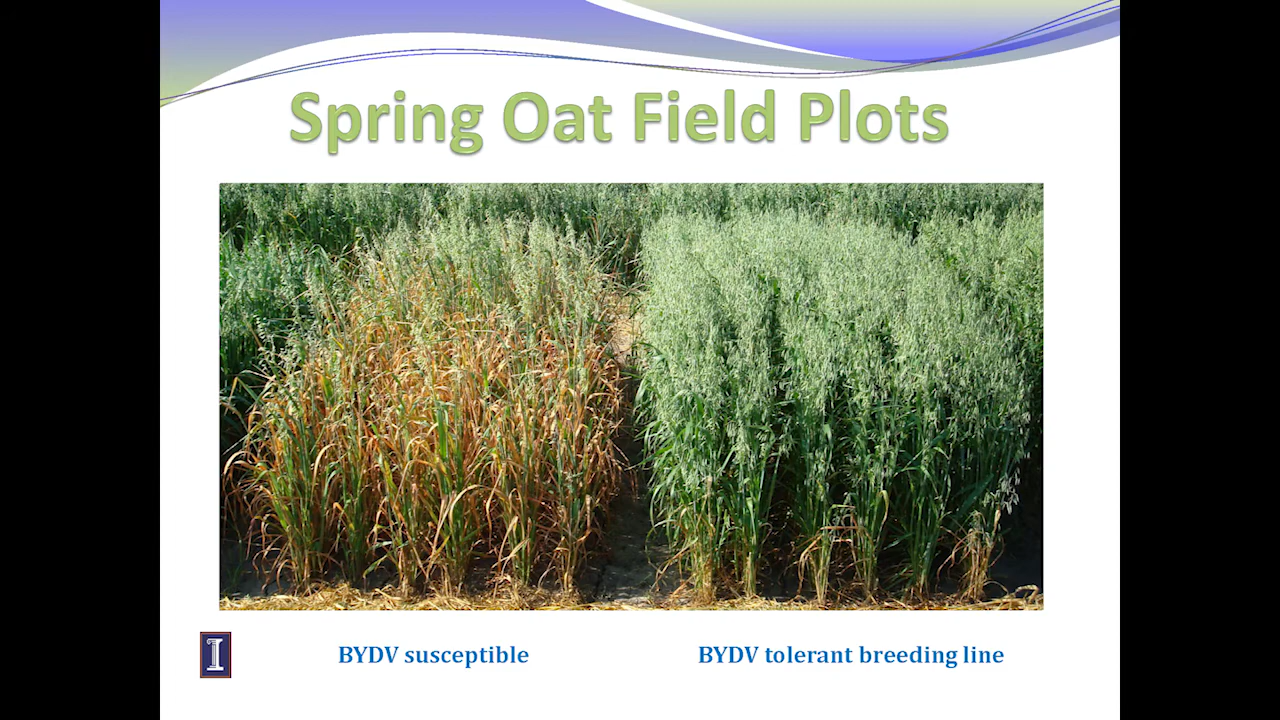 Spring Oat Field Plots
I
BYDV susceptible
BYDV tolerant breeding line